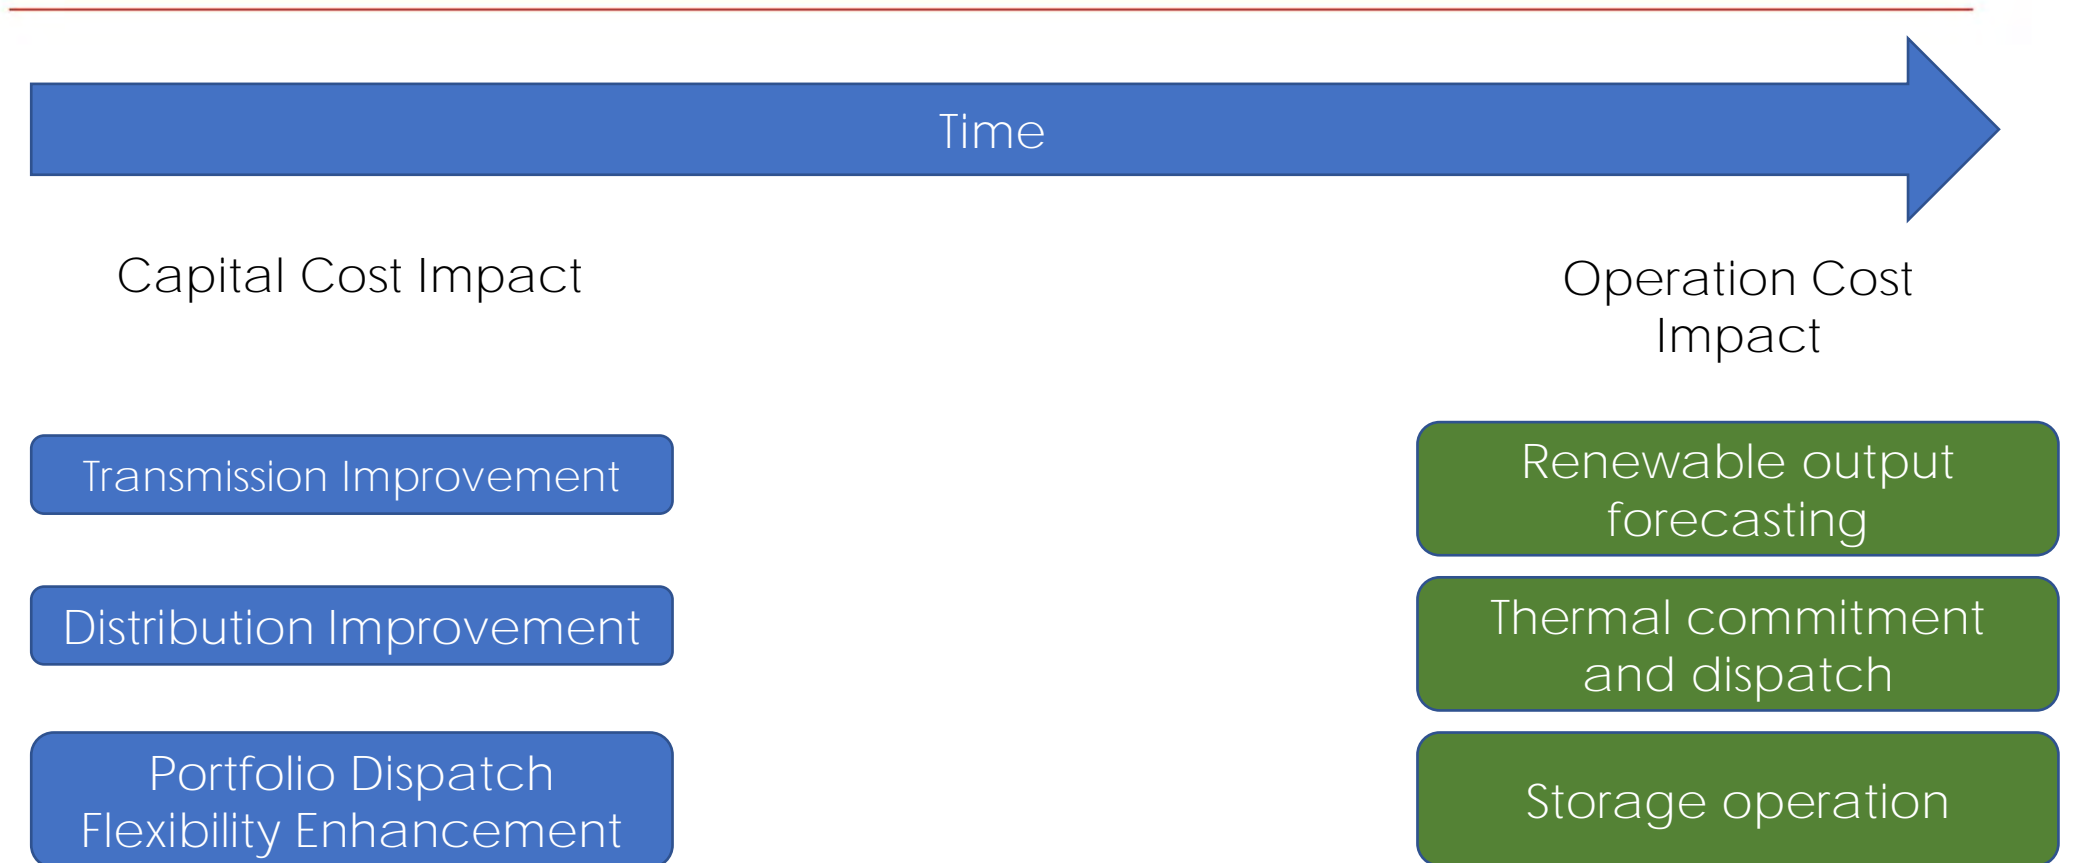 Time
Capital Cost Impact
Operation Cost
Impact
Transmission Improvement
Distribution Improvement
Portfolio Dispatch
Flexibility Enhancement
Renewable output
forecasting
Thermal commitment
and dispatch
Storage operation